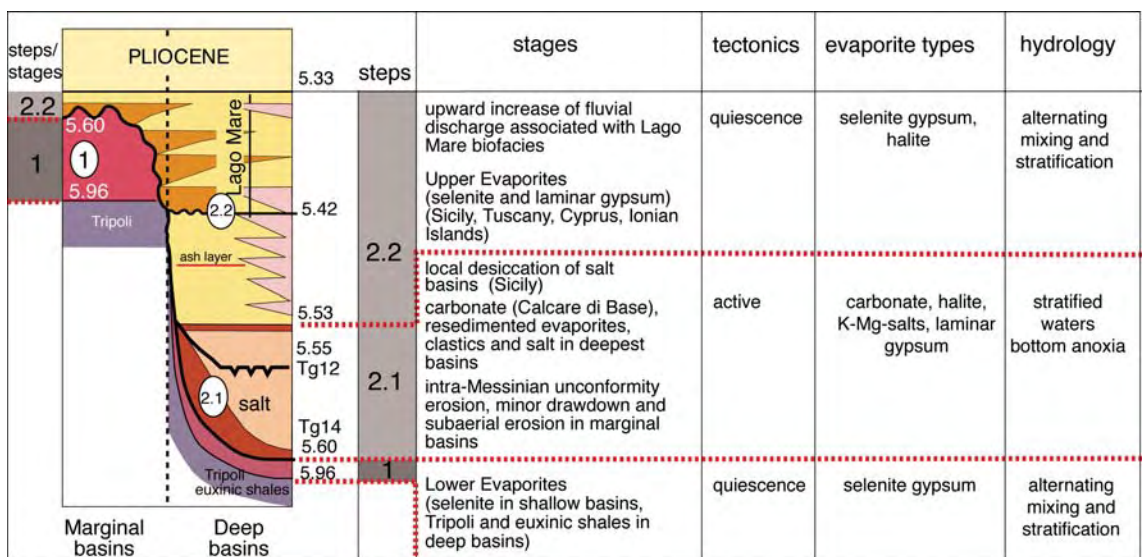 steps/
stages
PLIOCENE
5.33
steps
stages
tectonics
evaporite types
hydrology
2.2
5.60
1
1
5.96
Tripoli
Lago Mare
2.2
5.42
ash layer
5.53
5.55
Tg12
2.1
salt
Tg14
5.60
5.96
Tripoli
euxinic shales
Marginal
basins
Deep
basins
2.2
2.1
1
upward increase of fluvial
discharge associated with Lago
Mare biofacies
Upper Evaporites
(selenite and laminar gypsum)
(Sicily, Tuscany, Cyprus, Ionian
Islands)
quiescence
selenite gypsum,
halite
alternating
mixing and
stratification
local desiccation of salt
basins (Sicily)
carbonate (Calcare di Base),
resedimented evaporites,
clastics and salt in deepest
basins
intra-Messinian unconformity
erosion, minor drawdown and
subaerial erosion in marginal
basins
active
carbonate, halite,
K-Mg-salts, laminar
gypsum
stratified
waters
bottom anoxia
Lower Evaporites
(selenite in shallow basins,
Tripoli and euxinic shales in
deep basins)
quiescence
selenite gypsum
alternating
mixing and
stratification